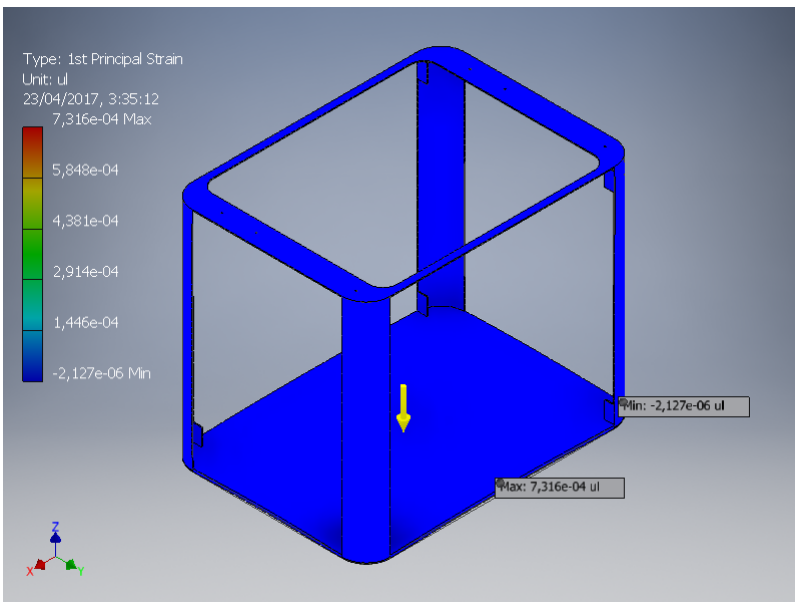 Type: 1st Principal Strain
Unit: ul
23/04/2017, 3:35:12
7,316e-04 Max
5,848e-04
4,381e-04
2,914e-04
1,446e-04
-2,127e-06 Min
Min: -2,127e-06 ul
Max: 7,316e-04 ul
Z
X
Y